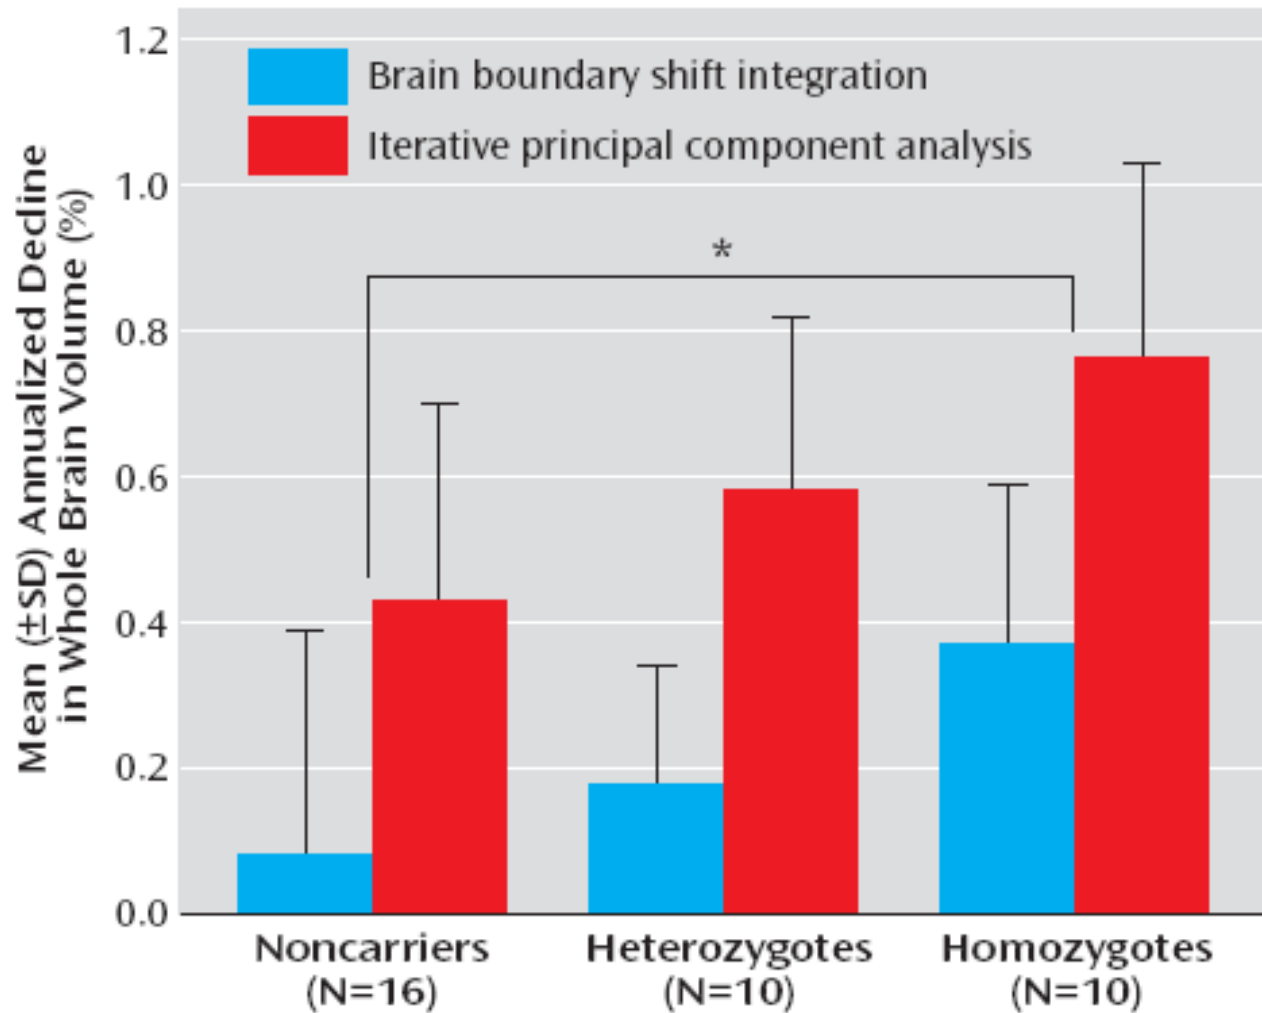 Mean (±SD) Annualized Decline
in Whole Brain Volume (%)
1.2
1.0
0.8
0.6
0.4
0.2
0.0
Brain boundary shift integration
Iterative principal component analysis
*
Noncarriers
(N=16)
Heterozygotes
(N=10)
Homozygotes
(N=10)